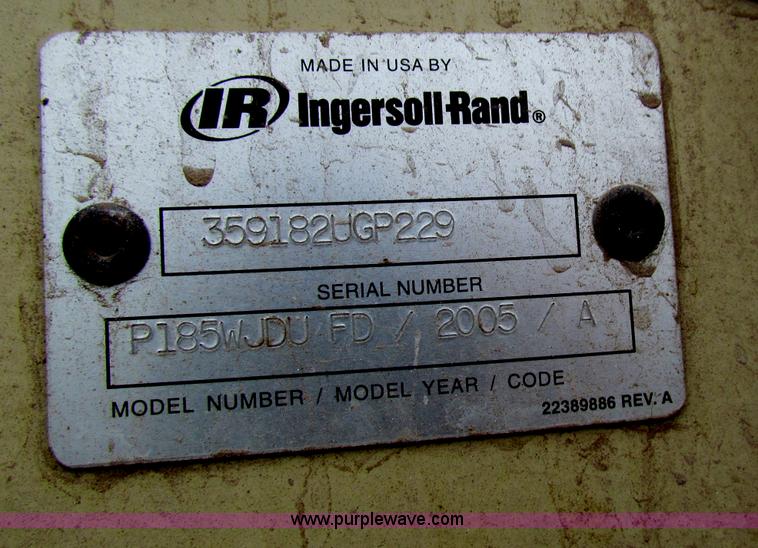 MADE IN USA BY
IR Ingersoll-Rand®
359182UGP229
SERIAL NUMBER
P185WJDU FD / 2005 / A
MODEL NUMBER / MODEL YEAR / CODE
22389886 REV. A
www.purplewave.com